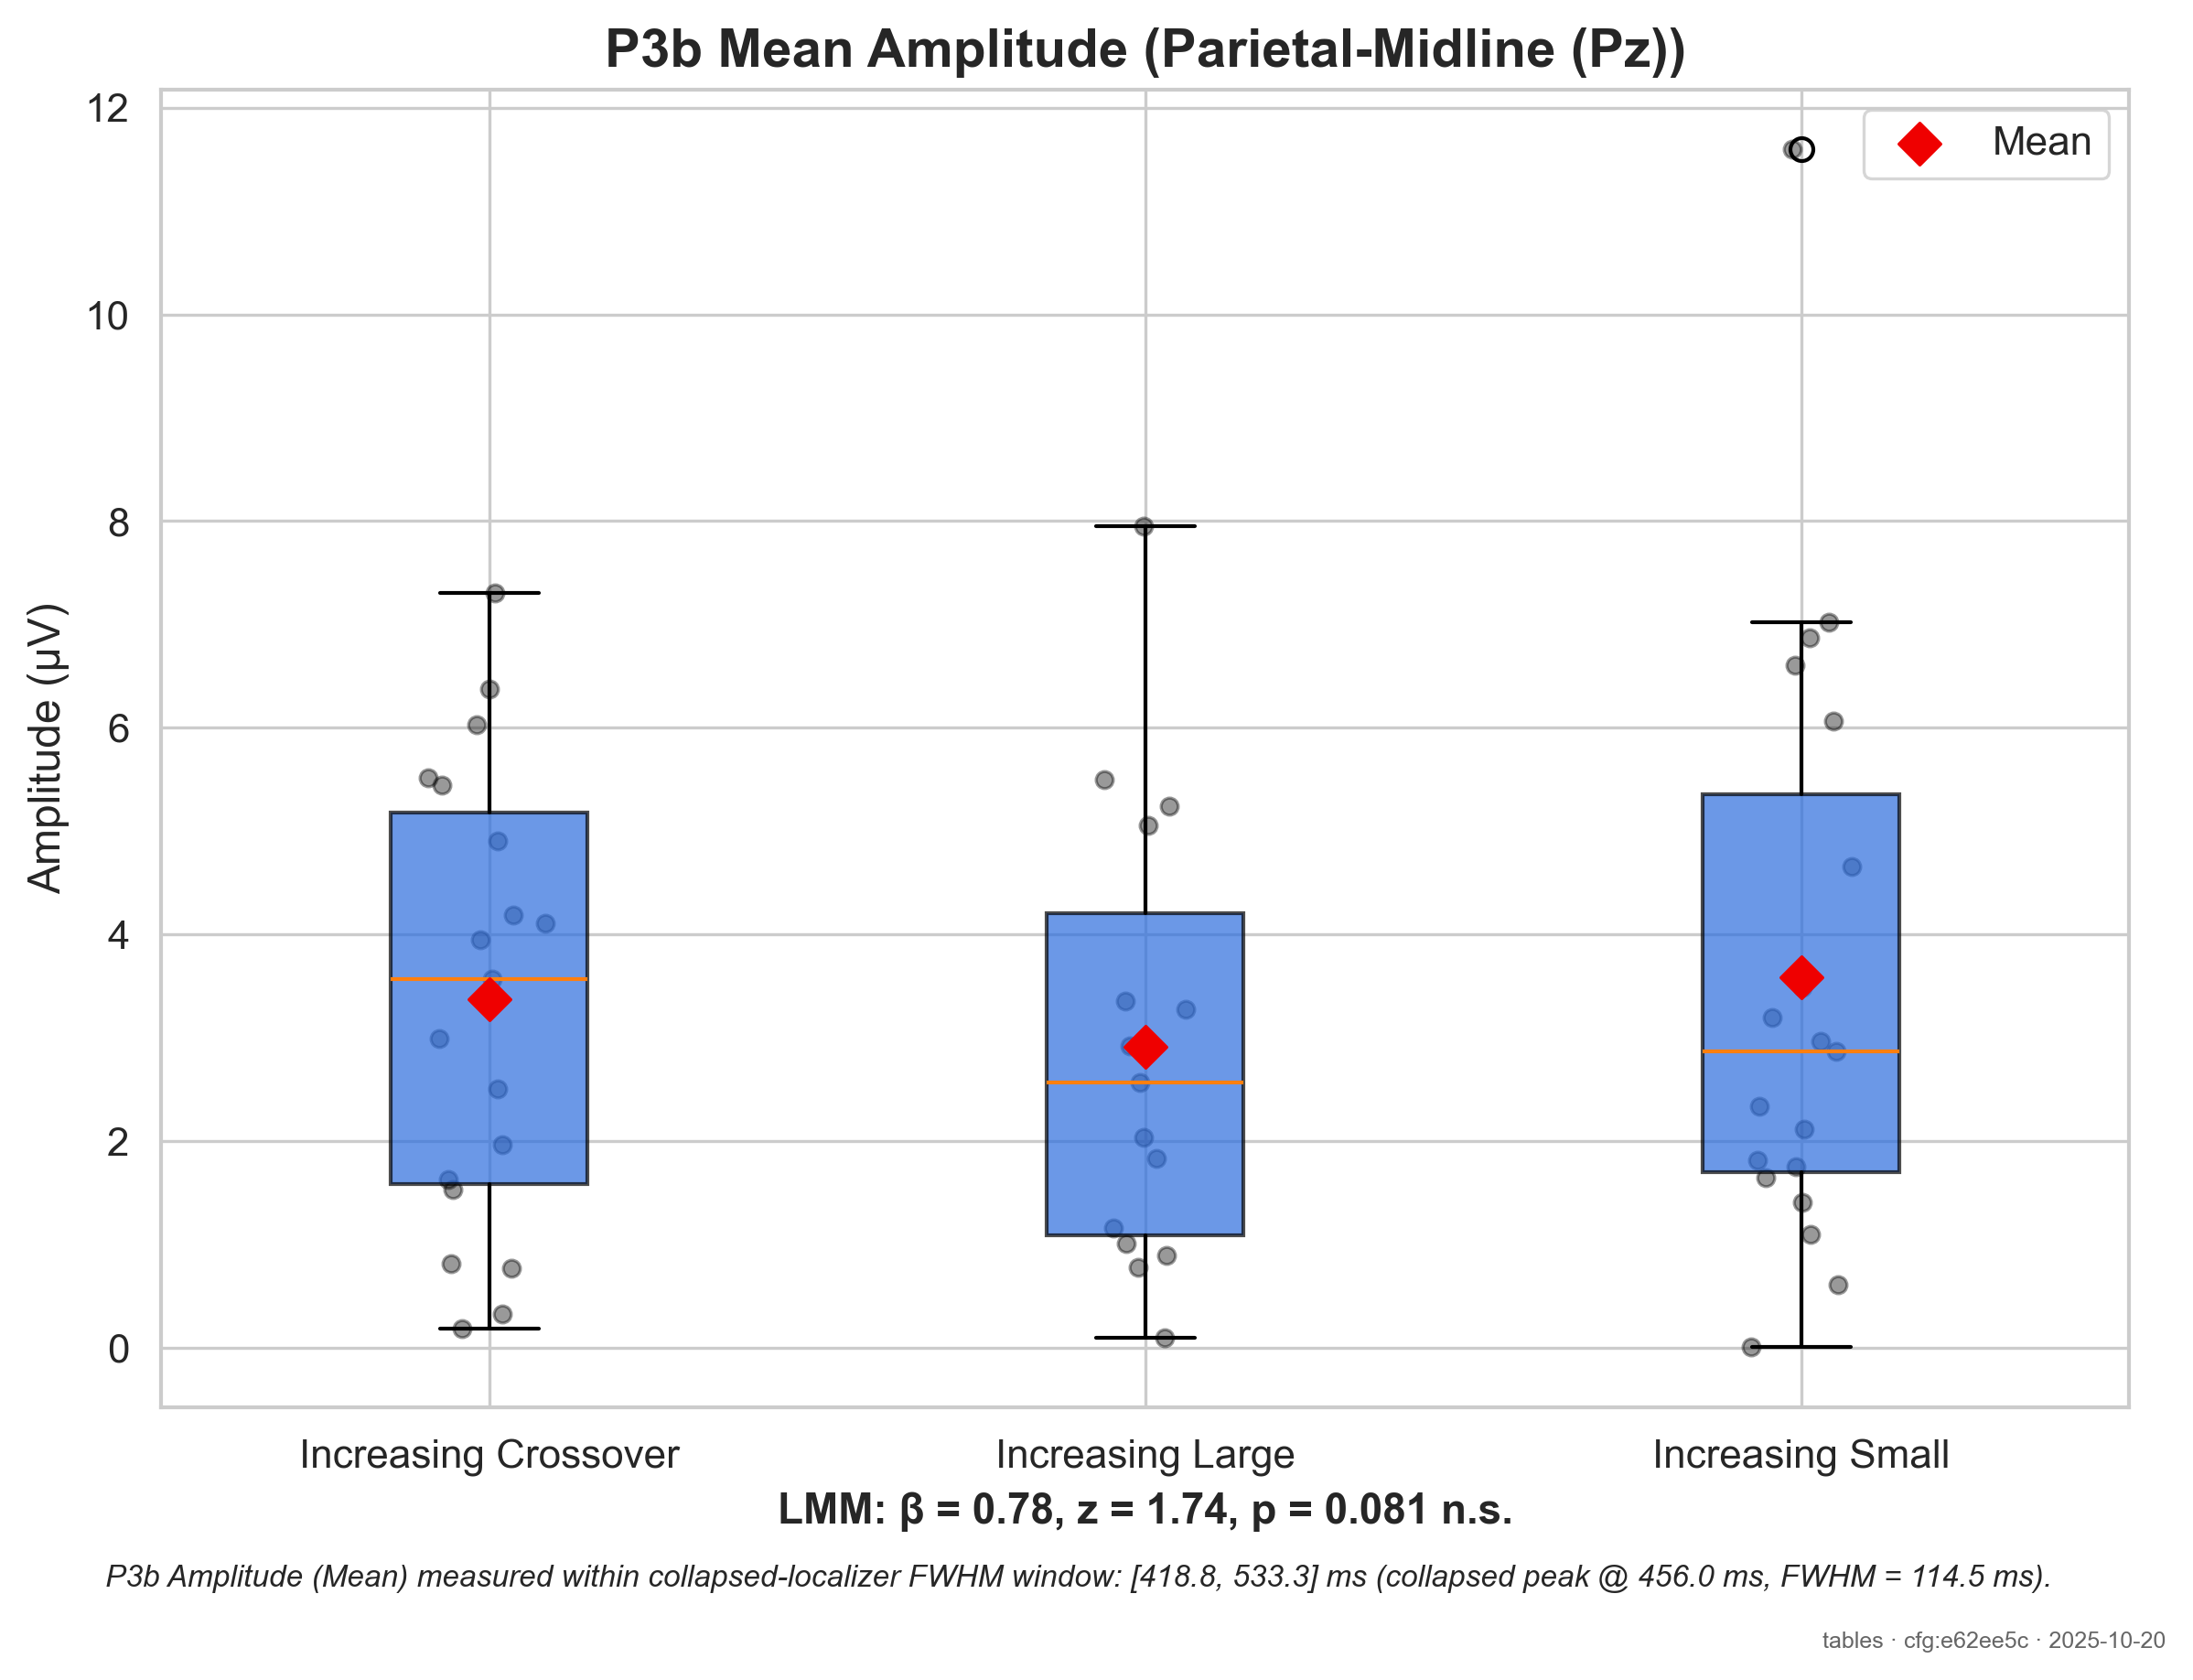 P3b Mean Amplitude (Parietal-Midline (Pz))
12
10
8
6
4
2
0
Amplitude (µV)
Mean
Increasing Crossover
Increasing Large
Increasing Small
LMM: β = 0.78, z = 1.74, p = 0.081 n.s.
P3b Amplitude (Mean) measured within collapsed-localizer FWHM window: [418.8, 533.3] ms (collapsed peak @ 456.0 ms, FWHM = 114.5 ms).
tables · cfg:e62ee5c · 2025-10-20